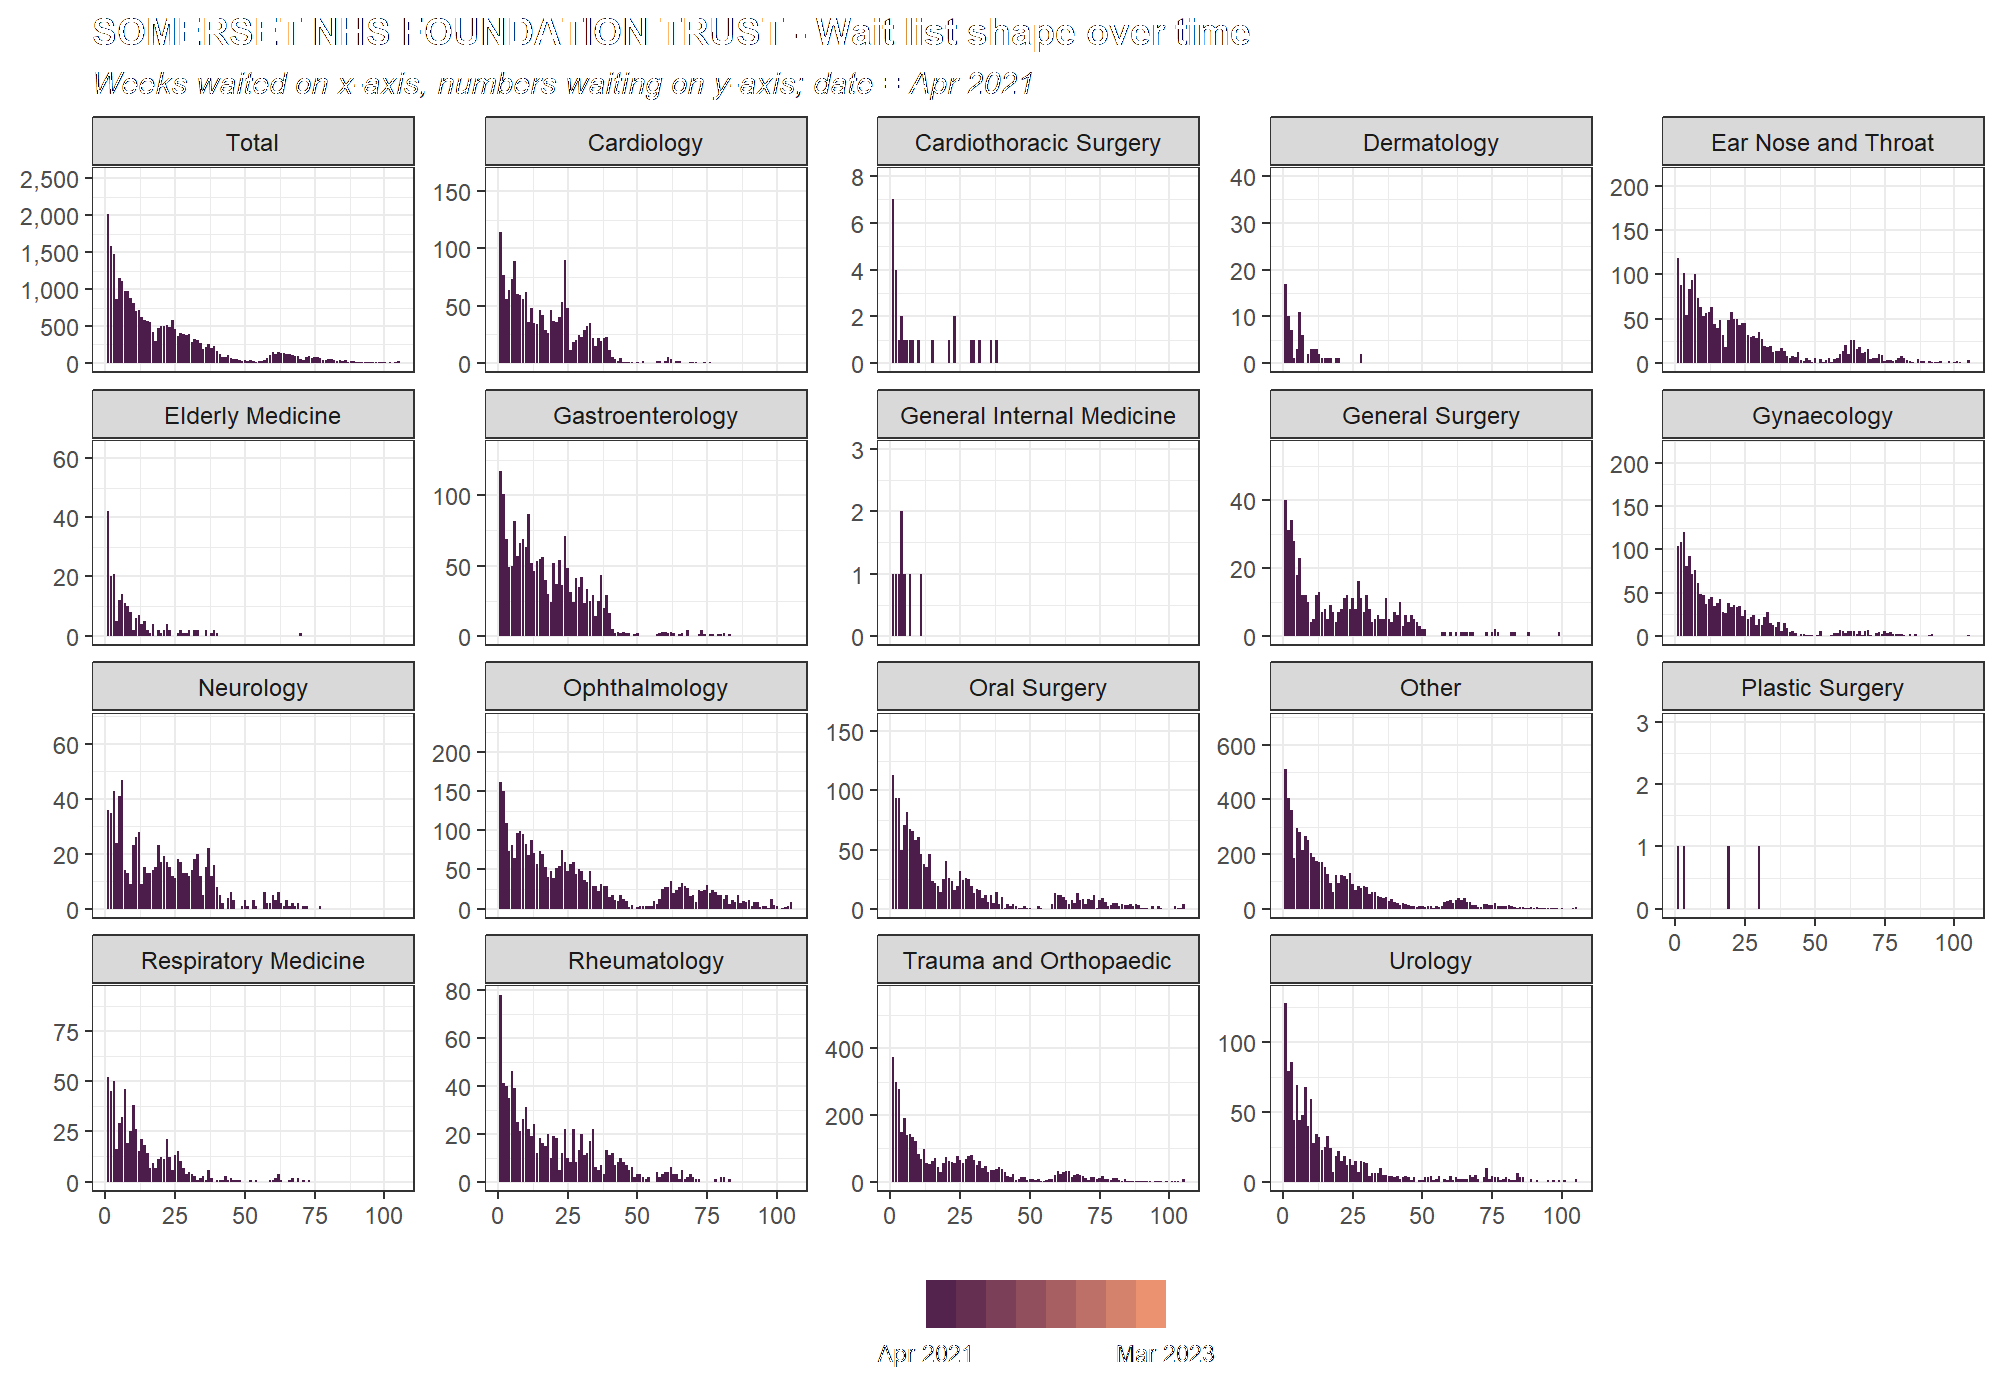 SOMERSET NHS FOUNDATION TRUST - Wait list shape over time
Weeks waited on x-axis, numbers waiting on y-axis; date = Apr 2021
Total
Cardiology
Cardiothoracic Surgery
Dermatology
Ear Nose and Throat
2,500
2,000
1,500
1,000
500
0
150
100
50
0
8
6
4
2
0
40
30
20
10
0
200
150
100
50
0
Elderly Medicine
Gastroenterology
General Internal Medicine
General Surgery
Gynaecology
60
40
20
0
100
50
0
3
2
1
0
40
20
0
200
150
100
50
0
Neurology
Ophthalmology
Oral Surgery
Other
Plastic Surgery
60
40
20
0
200
150
100
50
0
150
100
50
0
600
400
200
0
3
2
1
0
0 25 50 75 100
Respiratory Medicine
Rheumatology
Trauma and Orthopaedic
Urology
75
50
25
0
80
60
40
20
0
400
200
0
100
50
0
0 25 50 75 100
0 25 50 75 100
0 25 50 75 100
0 25 50 75 100
Apr 2021
Mar 2023